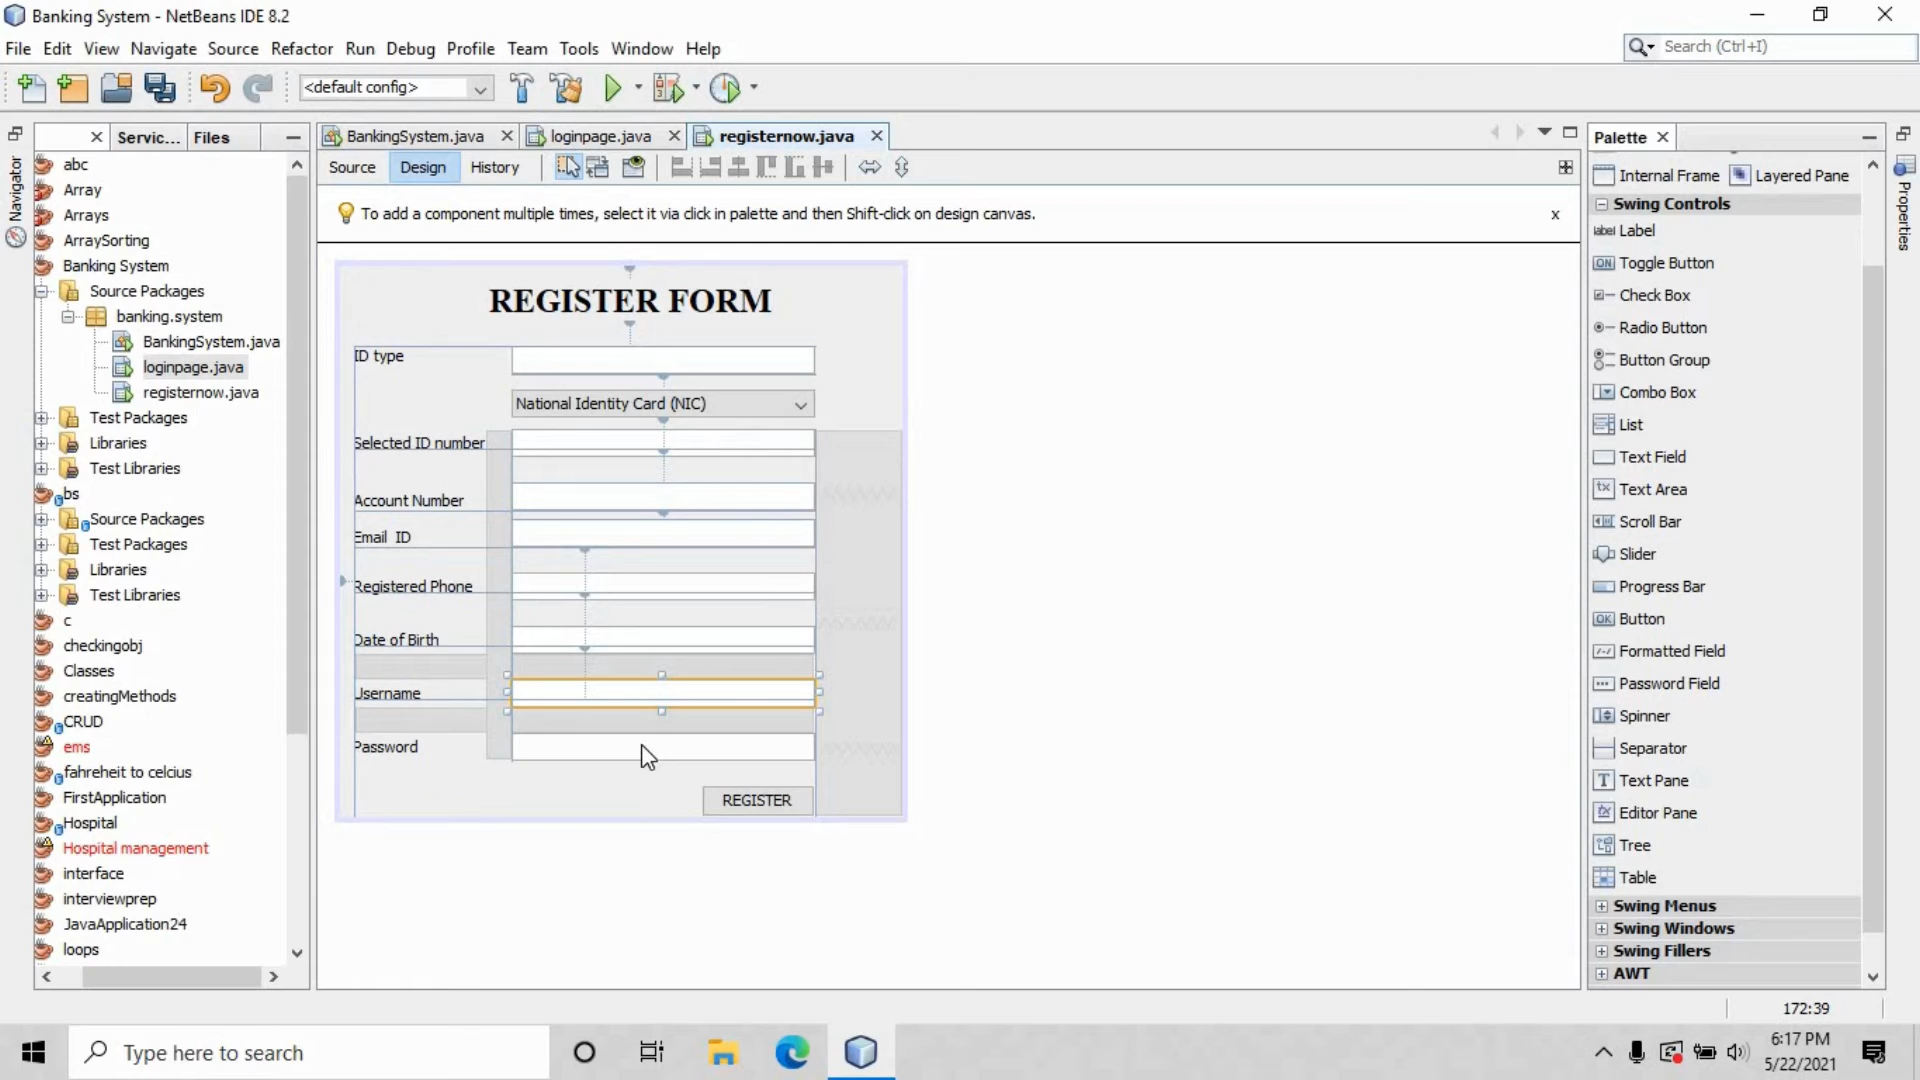 Banking System - NetBeans IDE 8.2
File Edit View Navigate Source Refactor Run Debug Profile Team Tools Window Help
Search (Ctrl+I)
<default config>
Servic... Files
BankingSystem.java loginpage.java registernow.java
Palette
Navigator
Properties
Source Design History
To add a component multiple times, select it via click in palette and then Shift-click on design canvas.
x
abc
Array
Arrays
ArraySorting
Banking System
Source Packages
banking.system
BankingSystem.java
loginpage.java
registernow.java
Test Packages
Libraries
Test Libraries
bs
Source Packages
Test Packages
Libraries
Test Libraries
c
checkingobj
Classes
creatingMethods
CRUD
ems
fahreheit to celcius
FirstApplication
Hospital
Hospital management
interface
interviewprep
JavaApplication24
loops
REGISTER FORM
ID type
National Identity Card (NIC)
Selected ID number
Account Number
Email ID
Registered Phone
Date of Birth
Username
Password
REGISTER
Internal Frame Layered Pane
Swing Controls
label Label
ON Toggle Button
Check Box
Radio Button
Button Group
Combo Box
List
Text Field
Text Area
Scroll Bar
Slider
Progress Bar
OK Button
Formatted Field
Password Field
Spinner
Separator
T Text Pane
Editor Pane
Tree
Table
Swing Menus
Swing Windows
Swing Fillers
AWT
172:39
Type here to search
6:17 PM
5/22/2021